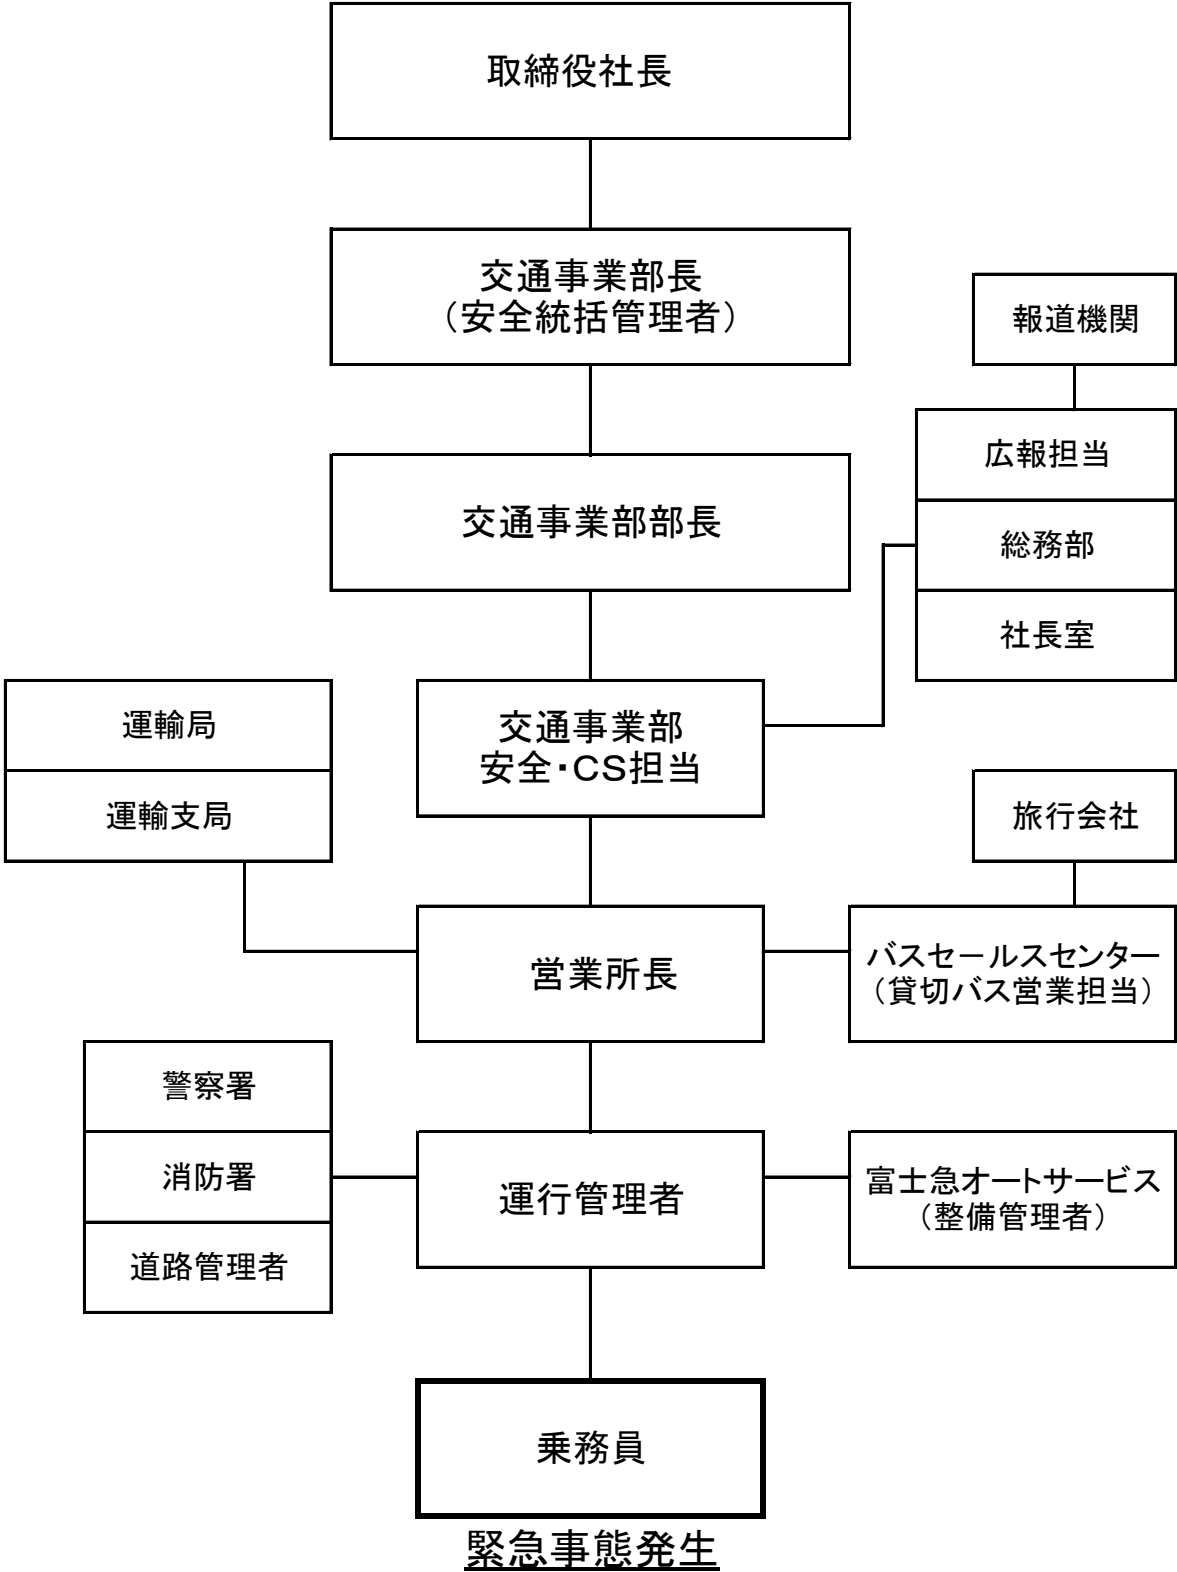 取締役社長
交通事業部長
（安全統括管理者）
報道機関
広報担当
交通事業部部長
総務部
社長室
運輸局
交通事業部
安全・CS担当
運輸支局
旅行会社
営業所長
バスセールスセンター
（貸切バス営業担当）
警察署
消防署
運行管理者
富士急オートサービス
（整備管理者）
道路管理者
乗務員
緊急事態発生